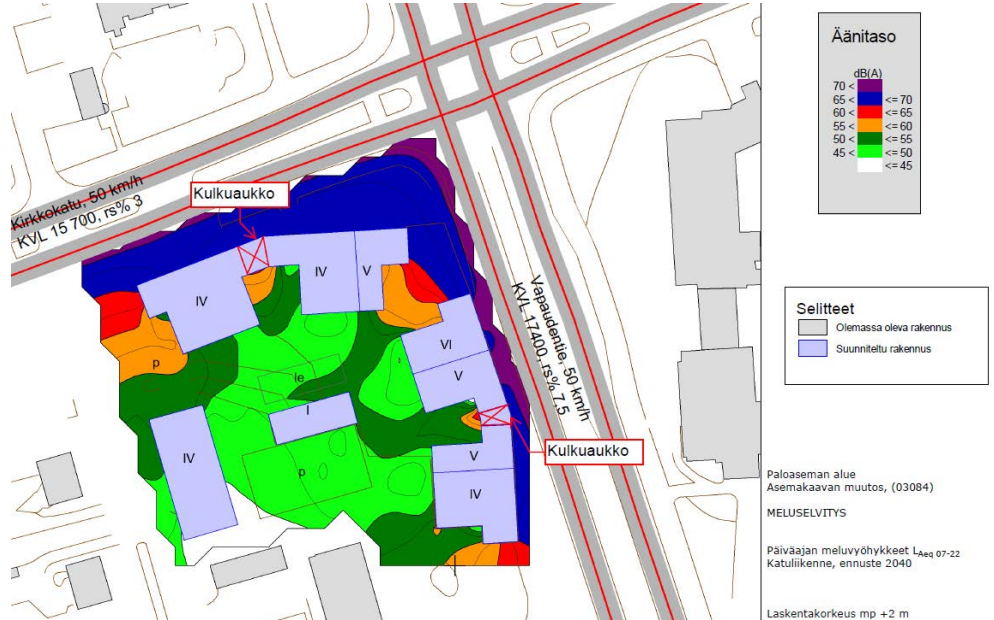 Kirkkokatu, 50 km/h
KVL 15 700, rs% 3
Kulkuaukko
IV
IV
V
p
le
I
VI
V
Vapaudentie, 50 km/h
KVL 17400, rs% 7,5
Kulkuaukko
IV
p
V
IV
Äänitaso
dB(A)
70 <
65 < <= 70
60 < <= 65
55 < <= 60
50 < <= 55
45 < <= 50
<= 45
Selitteet
Olemassa oleva rakennus
Suunniteltu rakennus
Paloaseman alue
Asemakaavan muutos, (03084)
MELUSELVITYS
Päiväajan meluvyöhykkeet LAeq 07-22
Katuliikenne, ennuste 2040
Laskentakorkeus mp +2 m